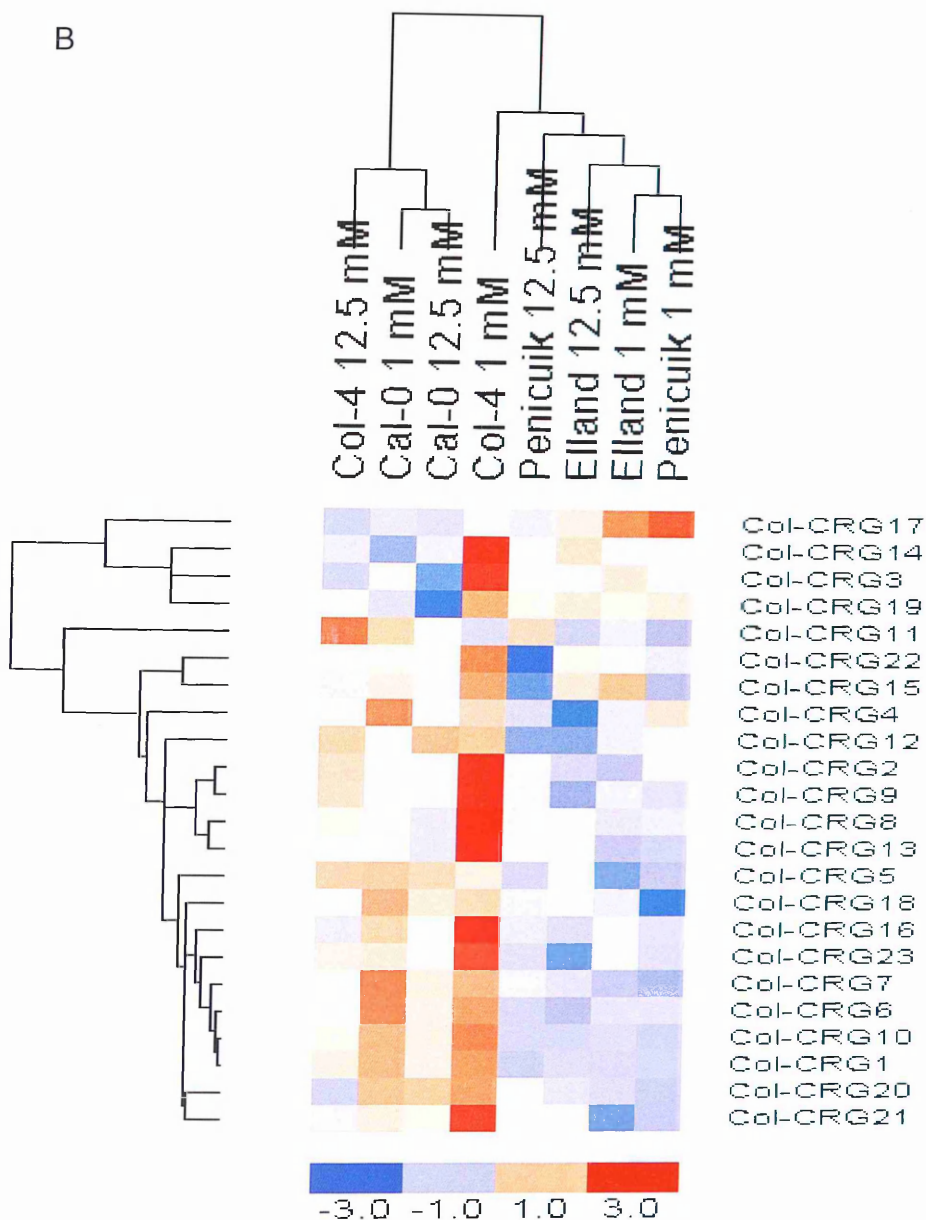 B
Col-4 12.5 mM
Cal-0 1 mM
Cal-0 12.5 mM
Col-4 1 mM
Penicuik 12.5 mM
Elland 12.5 mM
Elland 1 mM
Penicuik 1 mM
Col-CRG17
Col-CRG14
Col-CRG3
Col-CRG19
Col-CRG11
Col-CRG22
Col-CRG15
Col-CRG4
Col-CRG12
Col-CRG2
Col-CRG9
Col-CRG8
Col-CRG13
Col-CRG5
Col-CRG18
Col-CRG16
Col-CRG23
Col-CRG7
Col-CRG6
Col-CRG10
Col-CRG1
Col-CRG20
Col-CRG21
-3.0 -1.0 1.0 3.0